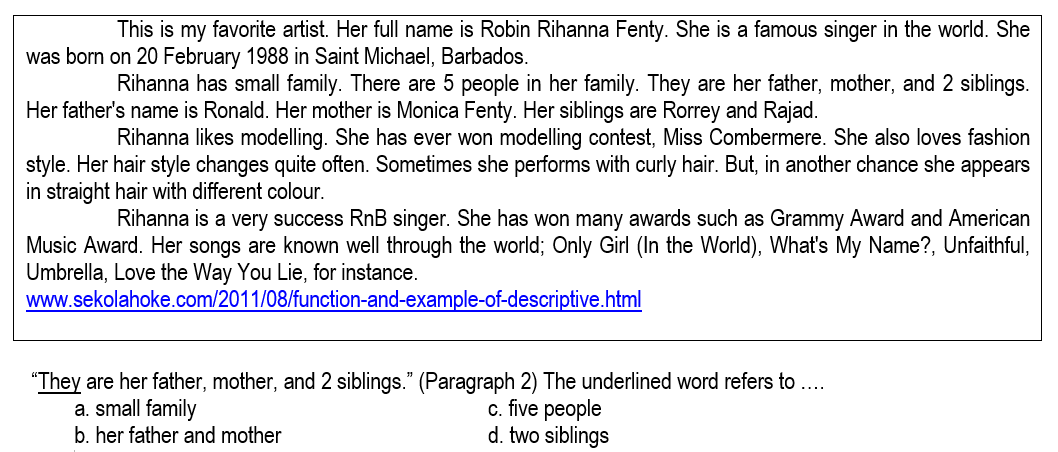 This is my favorite artist. Her full name is Robin Rihanna Fenty. She is a famous singer in the world. She
was born on 20 February 1988 in Saint Michael, Barbados.
Rihanna has small family. There are 5 people in her family. They are her father, mother, and 2 siblings.
Her father's name is Ronald. Her mother is Monica Fenty. Her siblings are Rorrey and Rajad.
Rihanna likes modelling. She has ever won modelling contest, Miss Combermere. She also loves fashion
style. Her hair style changes quite often. Sometimes she performs with curly hair. But, in another chance she appears
in straight hair with different colour.
Rihanna is a very success RnB singer. She has won many awards such as Grammy Award and American
Music Award. Her songs are known well through the world; Only Girl (In the World), What's My Name?, Unfaithful,
Umbrella, Love the Way You Lie, for instance.
www.sekolahoke.com/2011/08/function-and-example-of-descriptive.html
“They are her father, mother, and 2 siblings.” (Paragraph 2) The underlined word refers to ….
a. small family c. five people
b. her father and mother d. two siblings